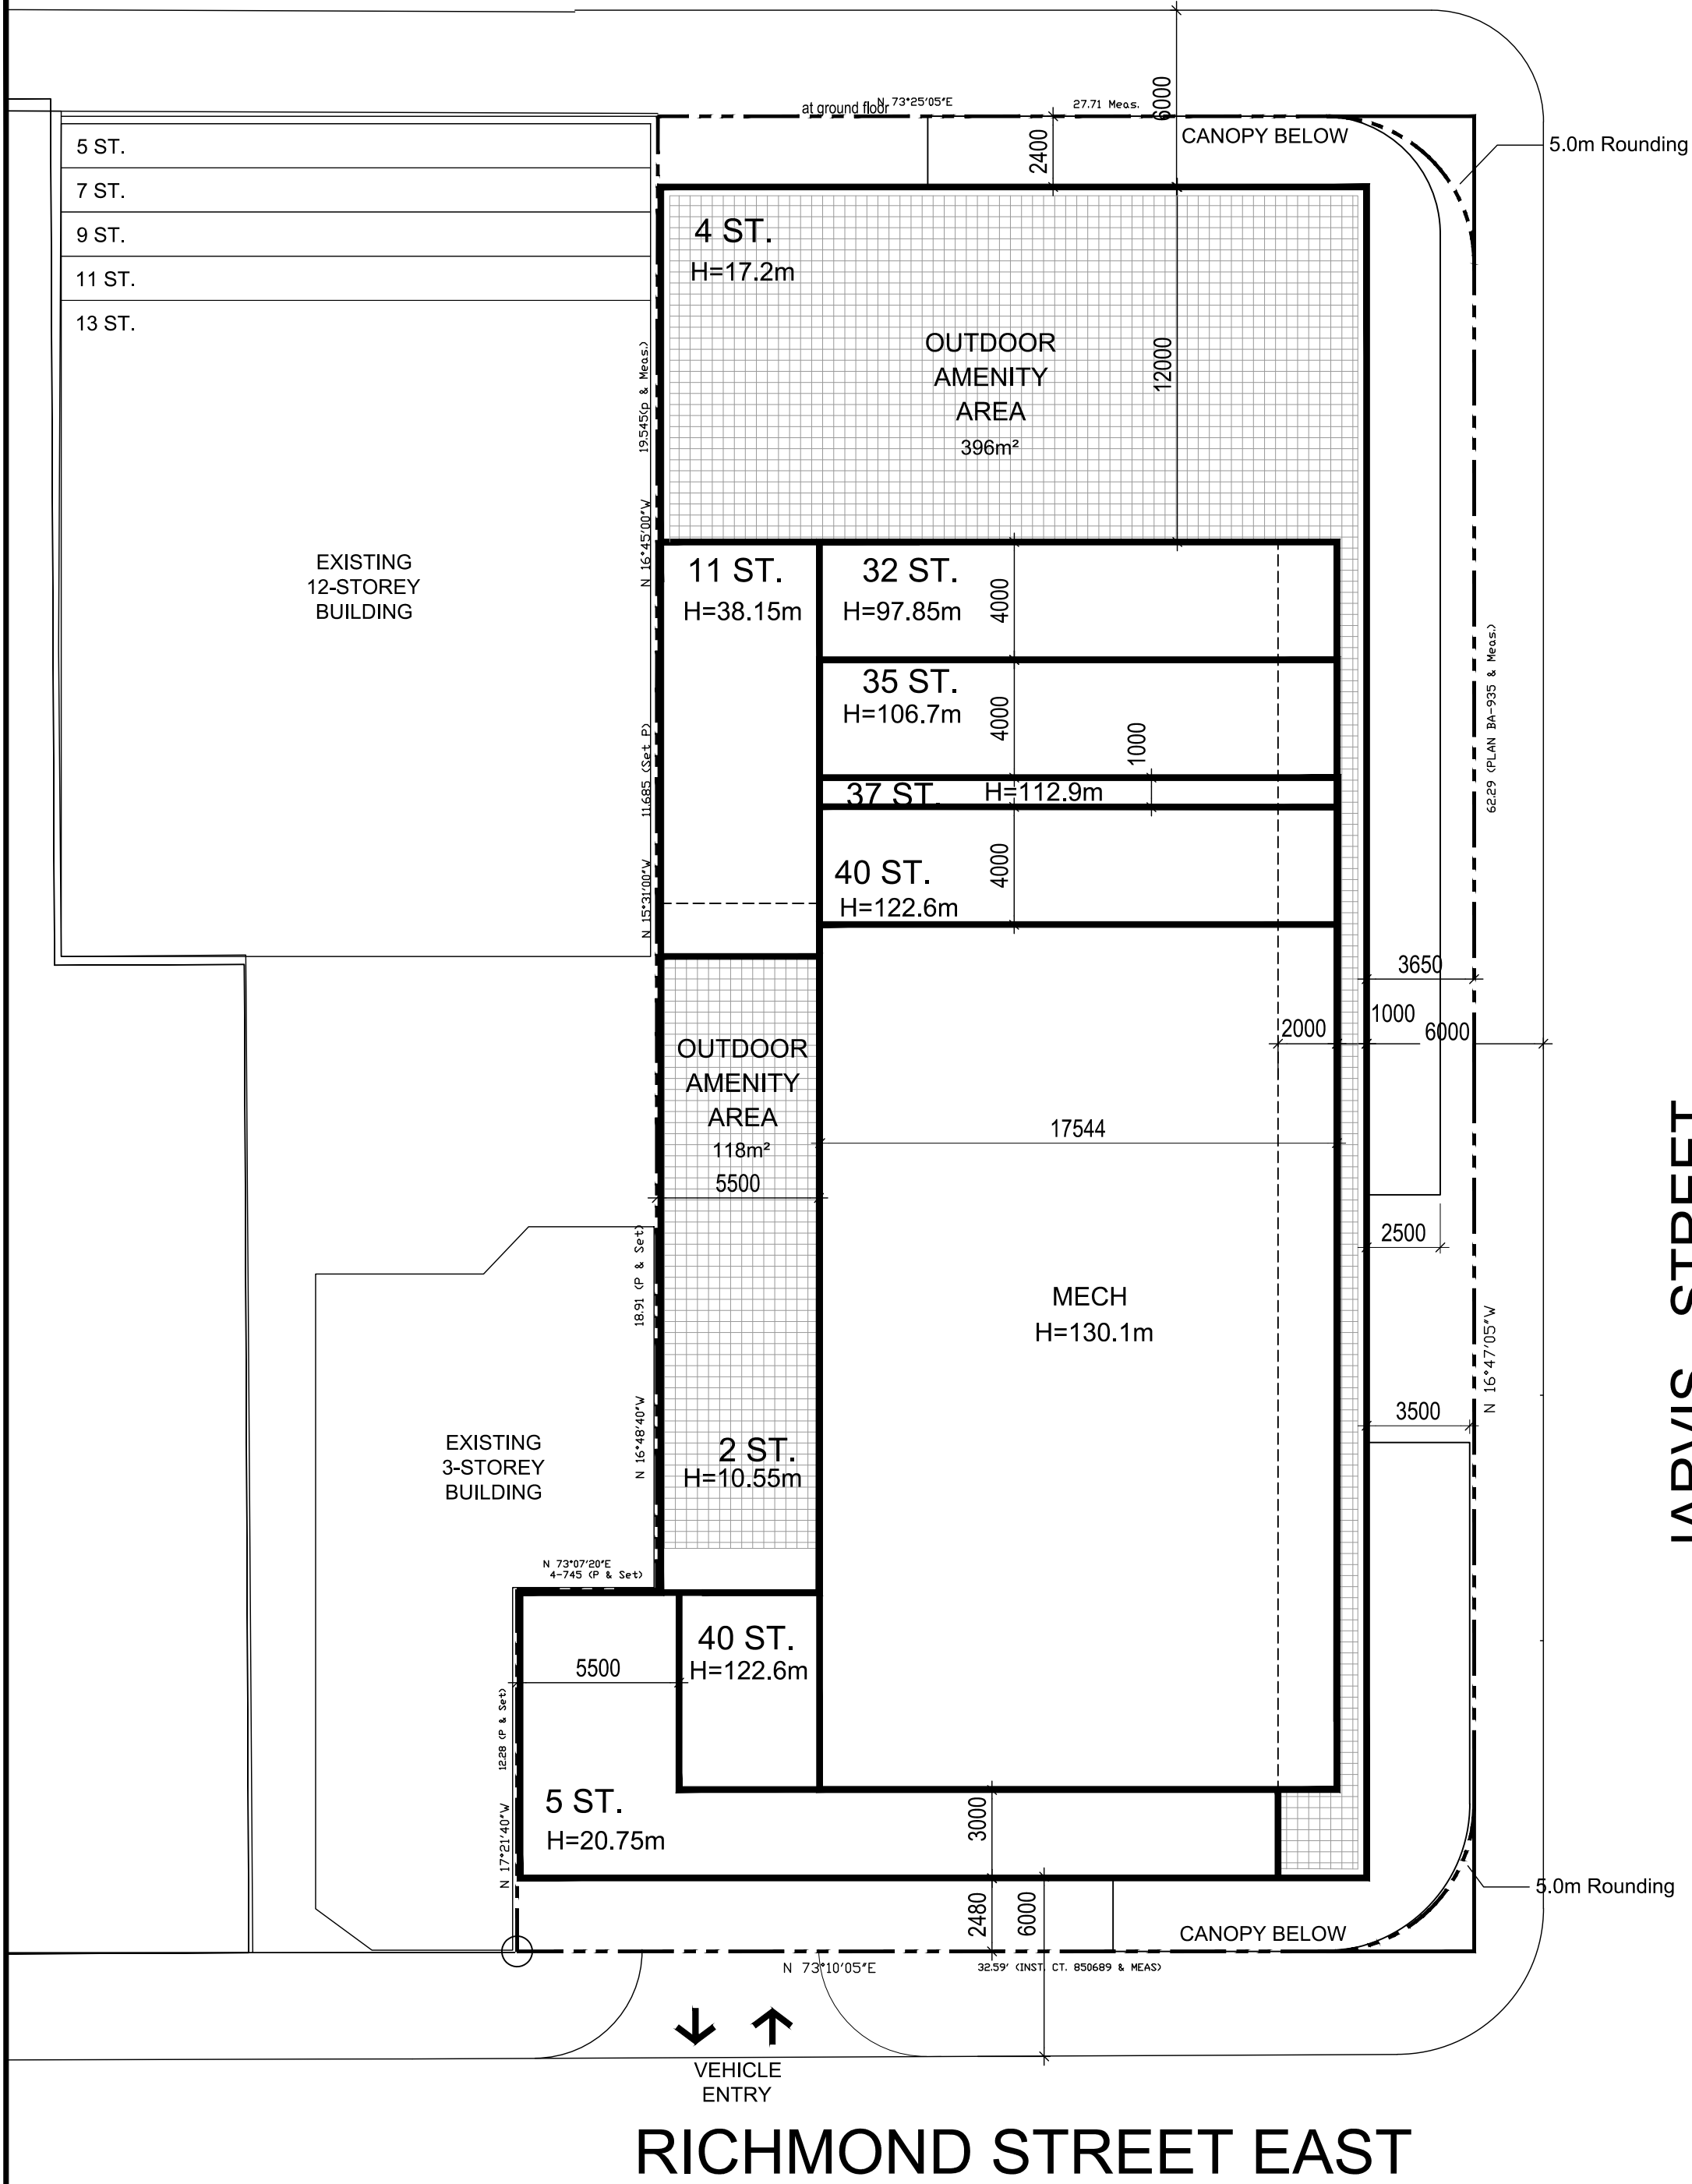 6000
at ground floor
N 73°25'05"E
27.71 Meas.
CANOPY BELOW
2400
5.0m Rounding
5 ST.
7 ST.
9 ST.
11 ST.
13 ST.
4 ST.
H=17.2m
OUTDOOR
AMENITY
AREA
396m²
12000
19.545(p & Meas.)
N 16°45'00"W
EXISTING
12-STOREY
BUILDING
11 ST.
H=38.15m
32 ST.
H=97.85m
4000
35 ST.
H=106.7m
4000
1000
37 ST.
H=112.9m
40 ST.
H=122.6m
4000
11.685 (Set P)
N 15°31'00"W
62.29 (PLAN BA-935 & Meas.)
3650
1000
2000
6000
OUTDOOR
AMENITY
AREA
118m²
5500
17544
2500
MECH
H=130.1m
18.91 (P & Set)
N 16°48'40"W
N 16°47'05"W
3500
JARVIS STREET
EXISTING
3-STOREY
BUILDING
2 ST.
H=10.55m
N 73°07'20"E
4-745 (P & Set)
40 ST.
H=122.6m
5500
12.28 (P & Set)
N 17°21'40"W
5 ST.
H=20.75m
3000
2480
6000
5.0m Rounding
CANOPY BELOW
N 73°10'05"E
32.59' (INST. CT. 850689 & MEAS)
VEHICLE
ENTRY
RICHMOND STREET EAST